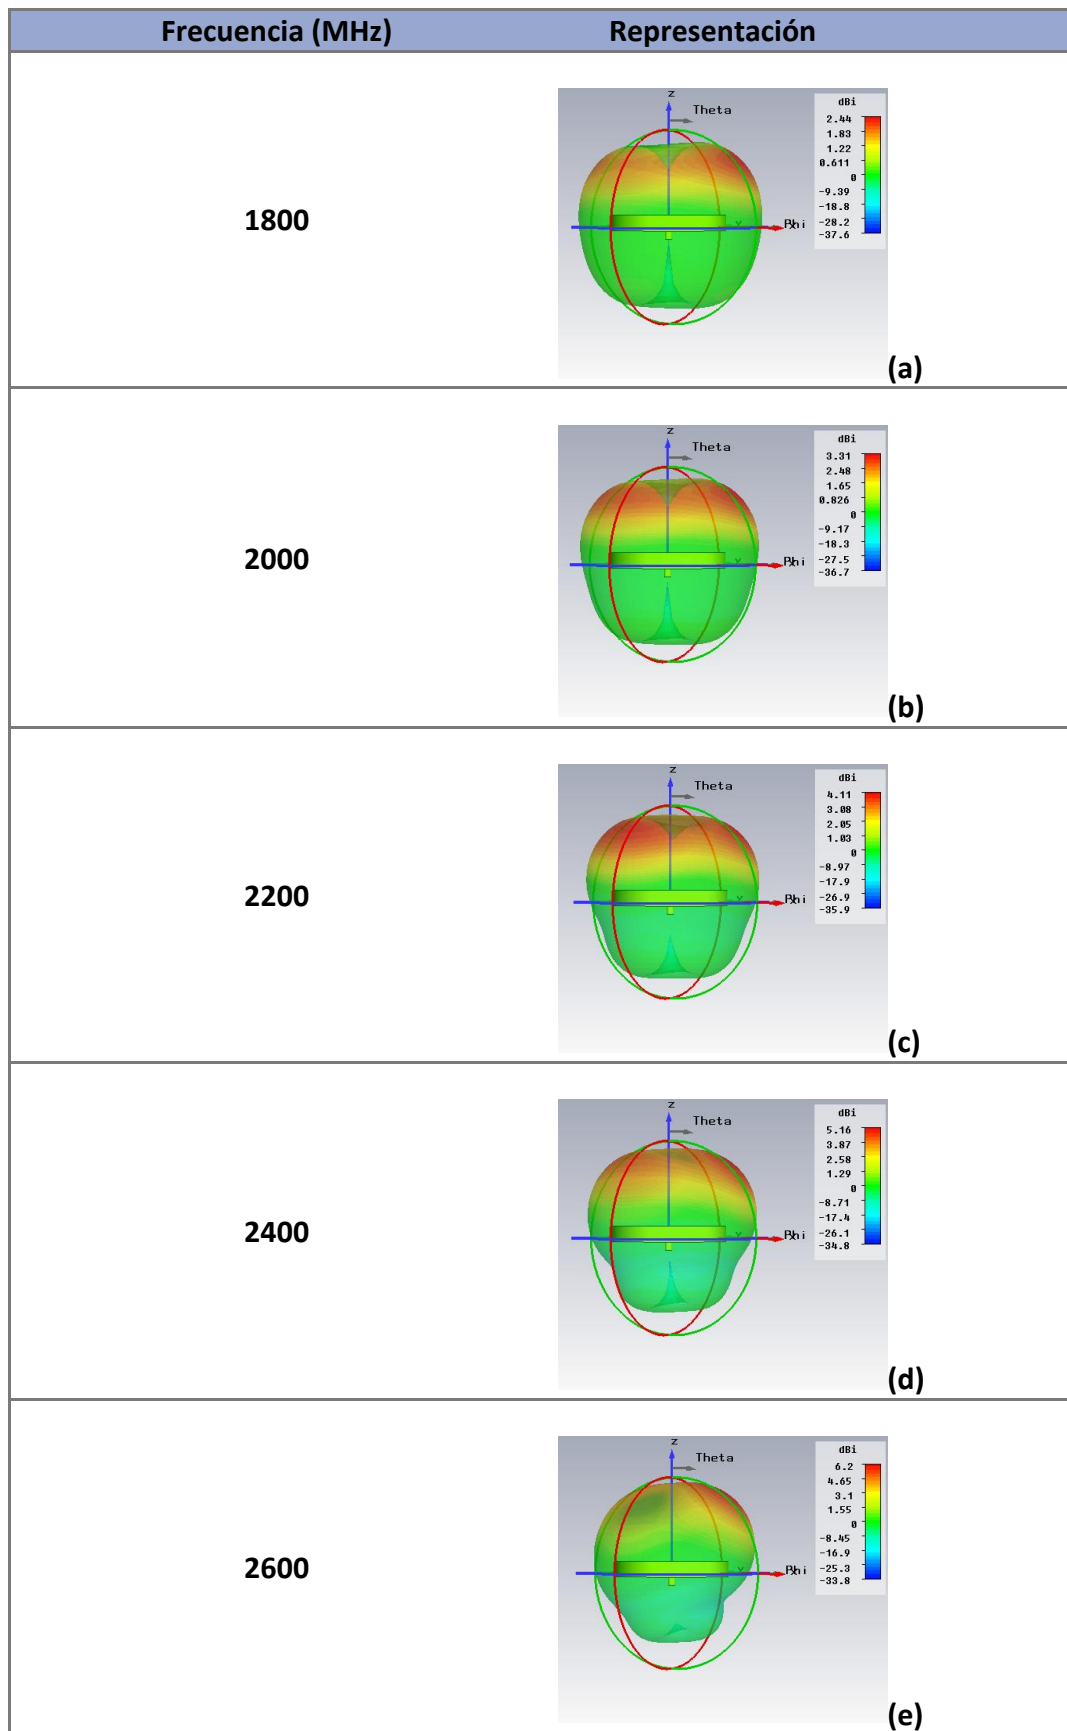 Frecuencia (MHz) Representación
1800
z
Theta
Phi
dBi
2.44
1.83
1.22
0.611
0
-9.39
-18.8
-28.2
-37.6
(a)
2000
z
Theta
Phi
dBi
3.31
2.48
1.65
0.826
0
-9.17
-18.3
-27.5
-36.7
(b)
2200
z
Theta
Phi
dBi
4.11
3.08
2.05
1.03
0
-8.97
-17.9
-26.9
-35.9
(c)
2400
z
Theta
Phi
dBi
5.16
3.87
2.58
1.29
0
-8.71
-17.4
-26.1
-34.8
(d)
2600
z
Theta
Phi
dBi
6.2
4.65
3.1
1.55
0
-8.45
-16.9
-25.3
-33.8
(e)